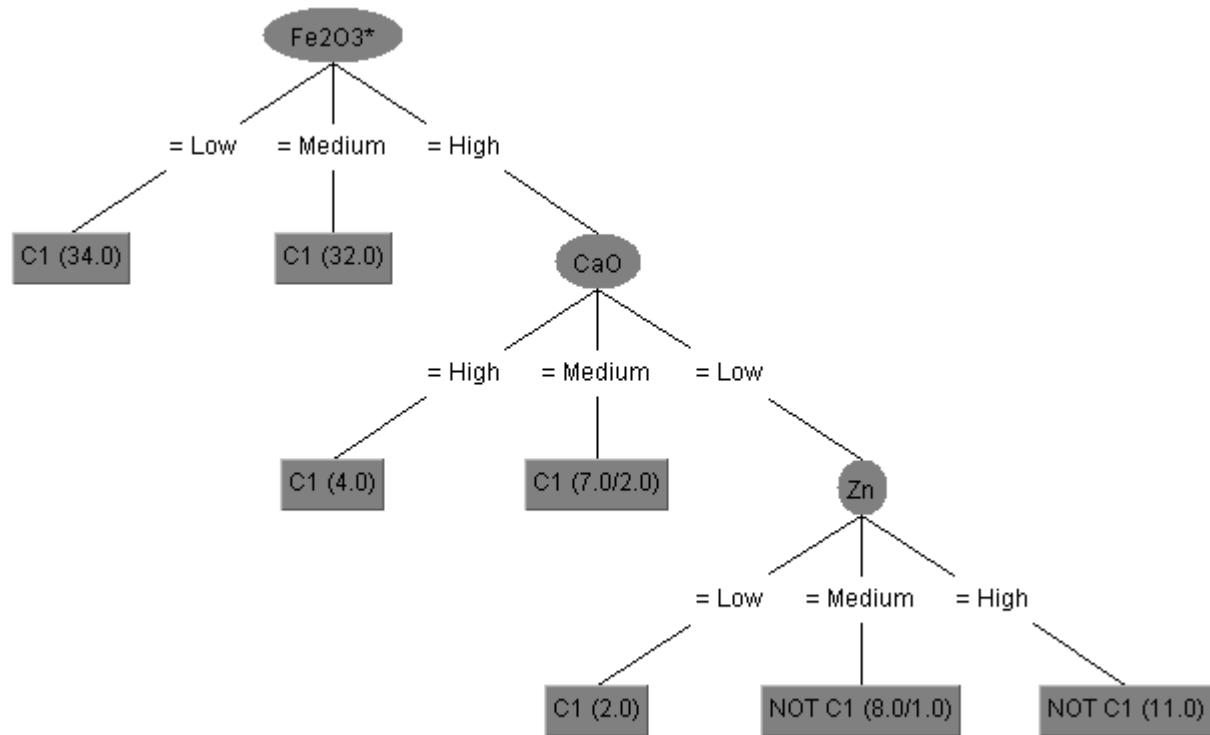 Fe2O3*
= Low
= Medium
= High
C1 (34.0)
C1 (32.0)
CaO
= High
= Medium
= Low
C1 (4.0)
C1 (7.0/2.0)
Zn
= Low
= Medium
= High
C1 (2.0)
NOT C1 (8.0/1.0)
NOT C1 (11.0)